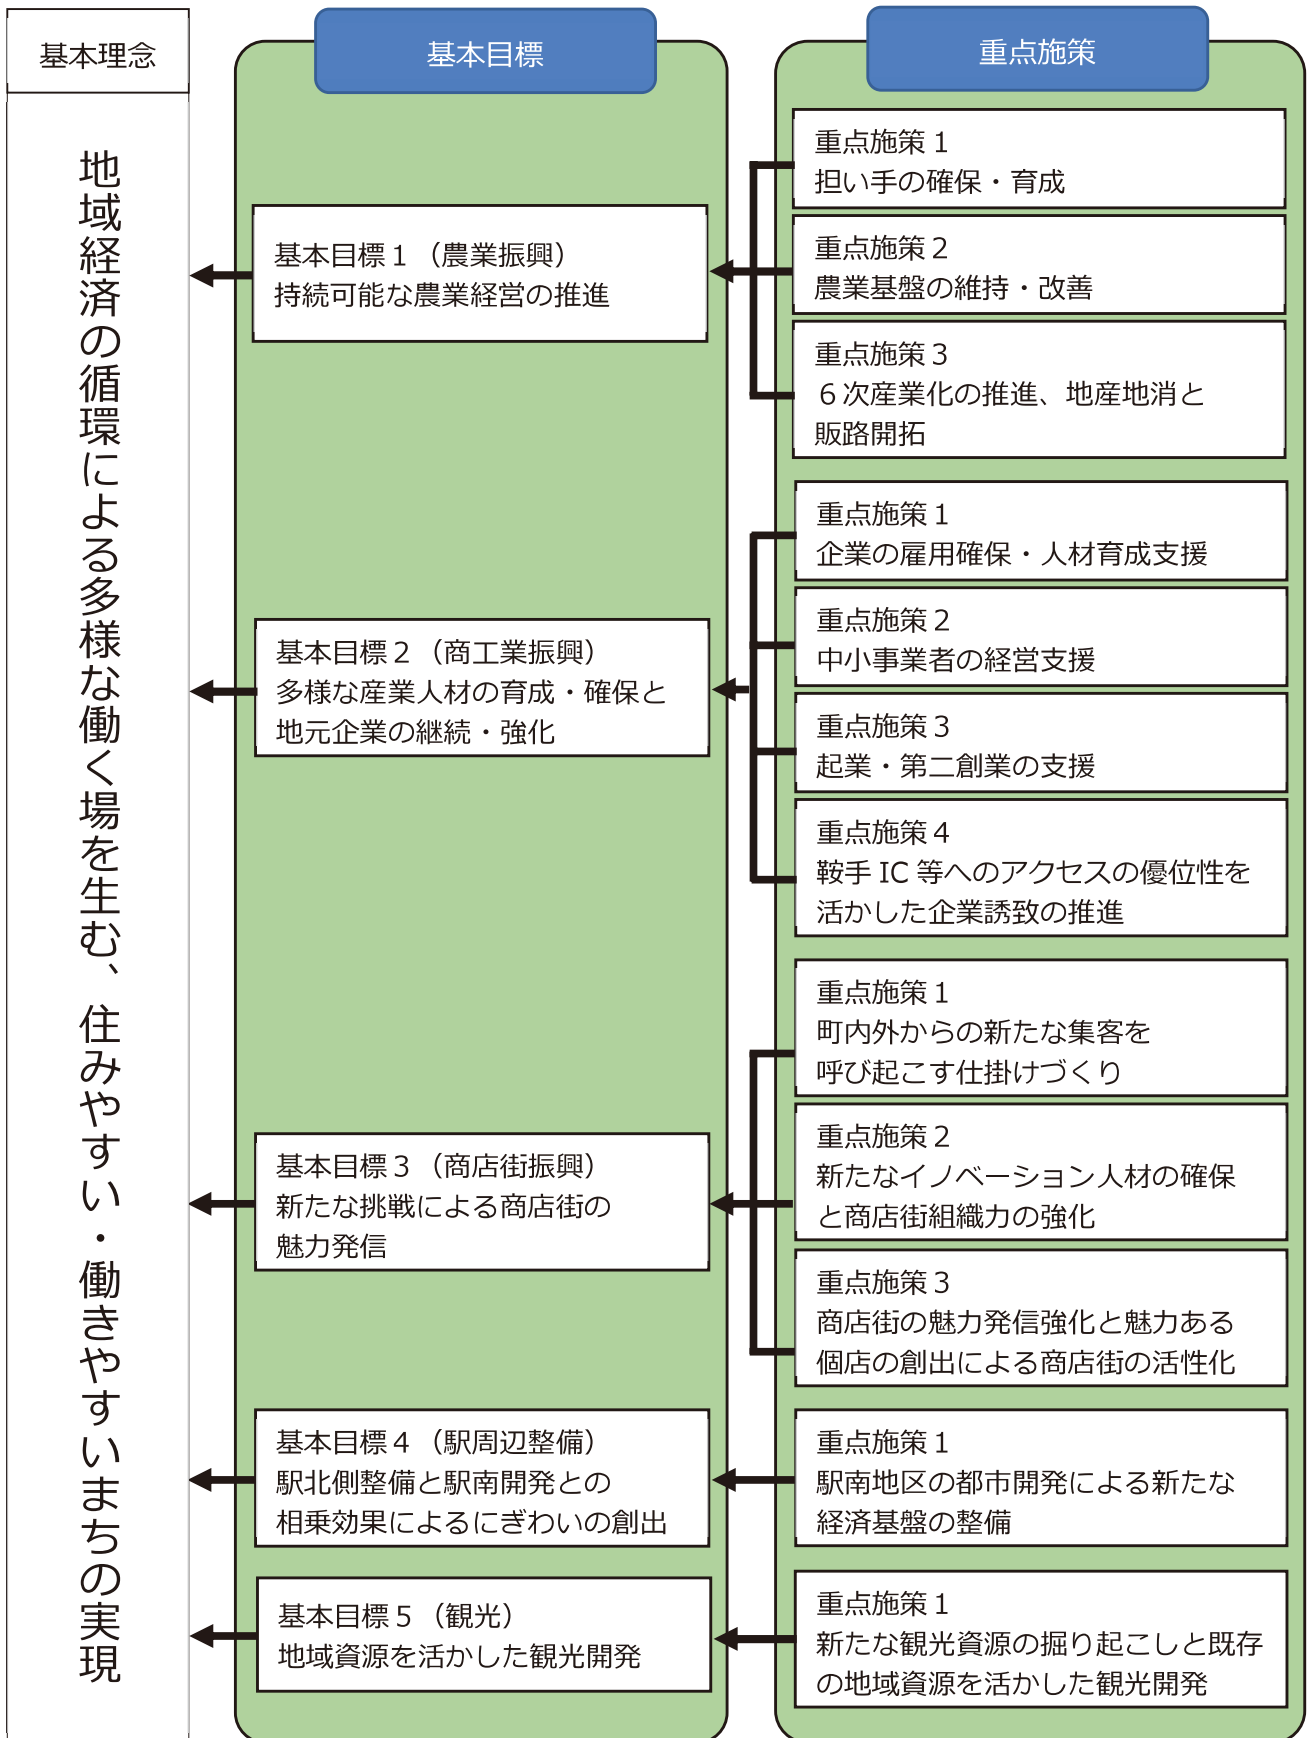 基本理念
地域経済の循環による多様な働く場を生む、住みやすい・働きやすいまちの実現
基本目標
基本目標１（農業振興）
持続可能な農業経営の推進
基本目標２（商工業振興）
多様な産業人材の育成・確保と
地元企業の継続・強化
基本目標３（商店街振興）
新たな挑戦による商店街の
魅力発信
基本目標４（駅周辺整備）
駅北側整備と駅南開発との
相乗効果によるにぎわいの創出
基本目標５（観光）
地域資源を活かした観光開発
重点施策
重点施策１
担い手の確保・育成
重点施策２
農業基盤の維持・改善
重点施策３
６次産業化の推進、地産地消と
販路開拓
重点施策１
企業の雇用確保・人材育成支援
重点施策２
中小事業者の経営支援
重点施策３
起業・第二創業の支援
重点施策４
鞍手 IC 等へのアクセスの優位性を
活かした企業誘致の推進
重点施策１
町内外からの新たな集客を
呼び起こす仕掛けづくり
重点施策２
新たなイノベーション人材の確保
と商店街組織力の強化
重点施策３
商店街の魅力発信強化と魅力ある
個店の創出による商店街の活性化
重点施策１
駅南地区の都市開発による新たな
経済基盤の整備
重点施策１
新たな観光資源の掘り起こしと既存
の地域資源を活かした観光開発